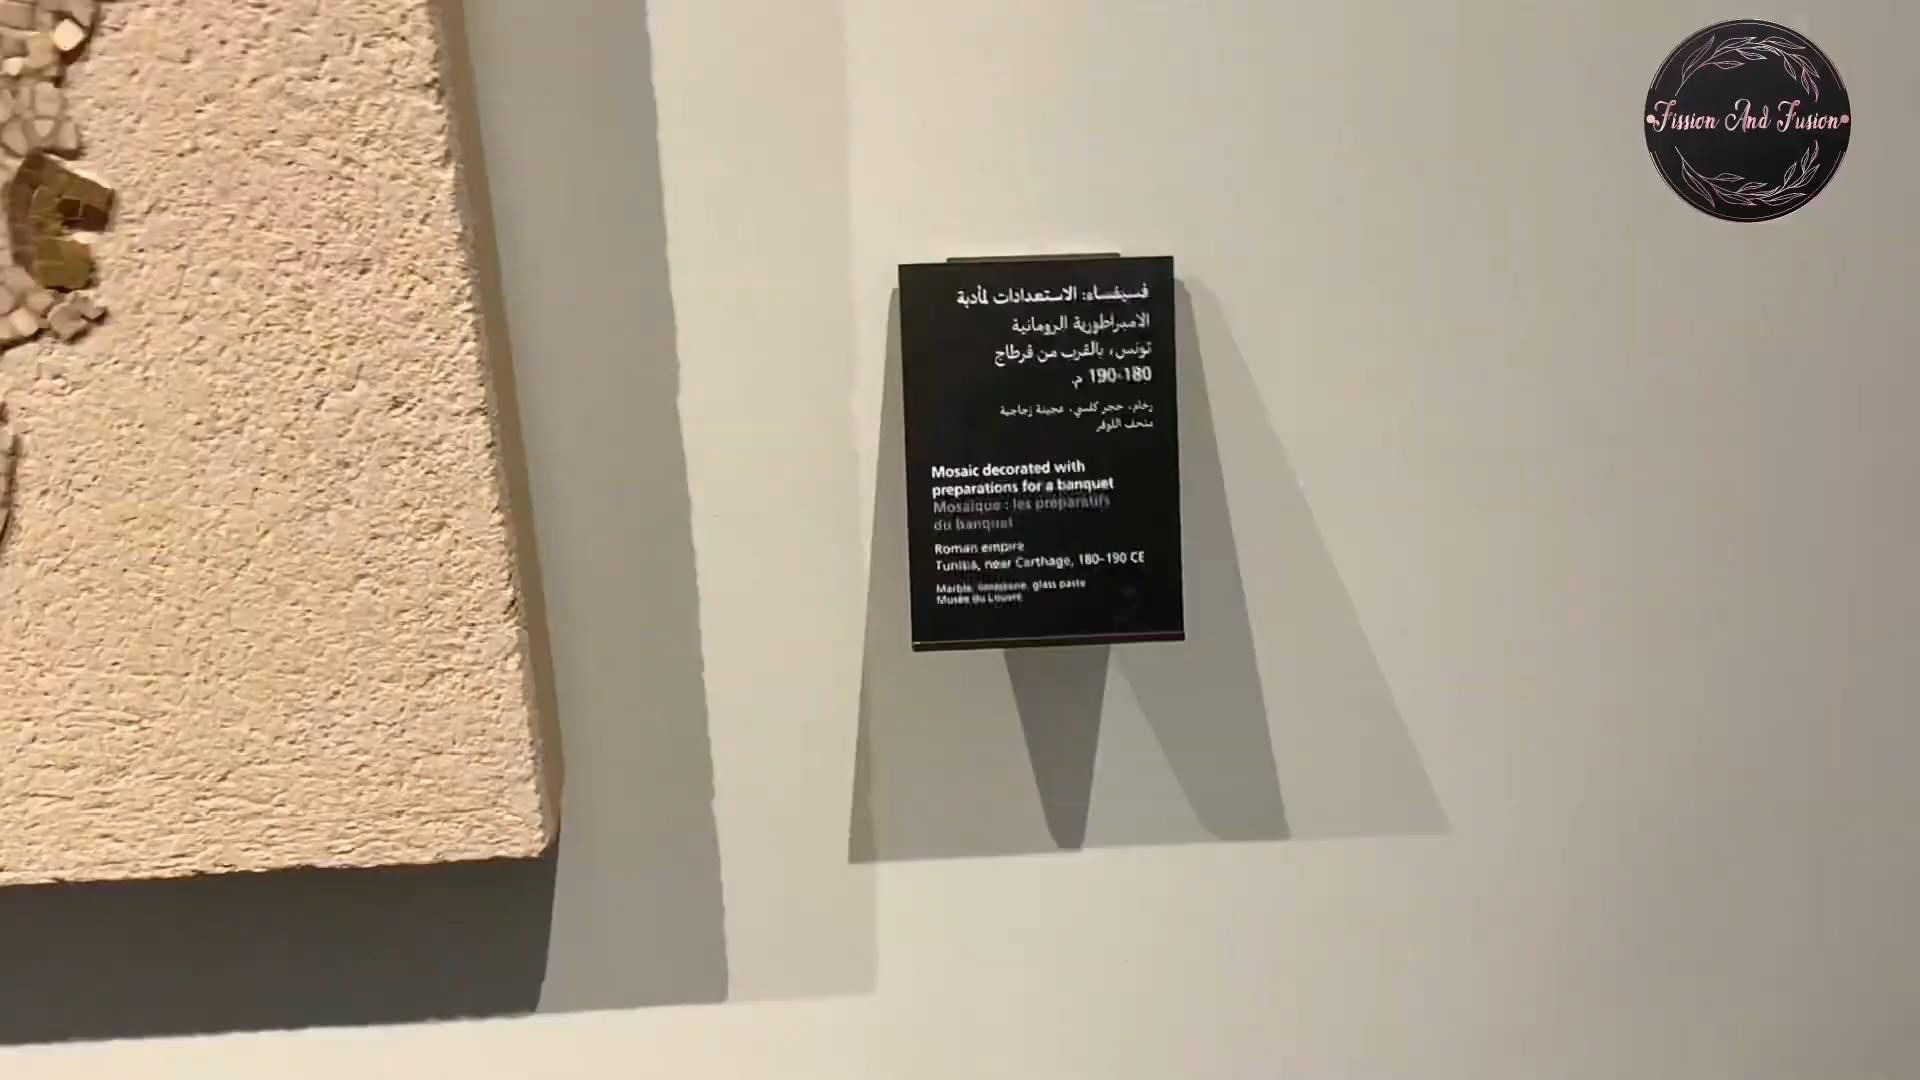 فسيفساء: الاستعدادات لمأدبة
الامبراطورية الرومانية
تونس، بالقرب من قرطاج
180-190 م.
رخام، حجر كلسي، عجينة زجاجية
متحف اللوفر
Mosaic decorated with
preparations for a banquet
Mosaïque : les préparatifs
du banquet
Roman empire
Tunisia, near Carthage, 180–190 CE
Marble, limestone, glass paste
Musée du Louvre
Fission And Fusion